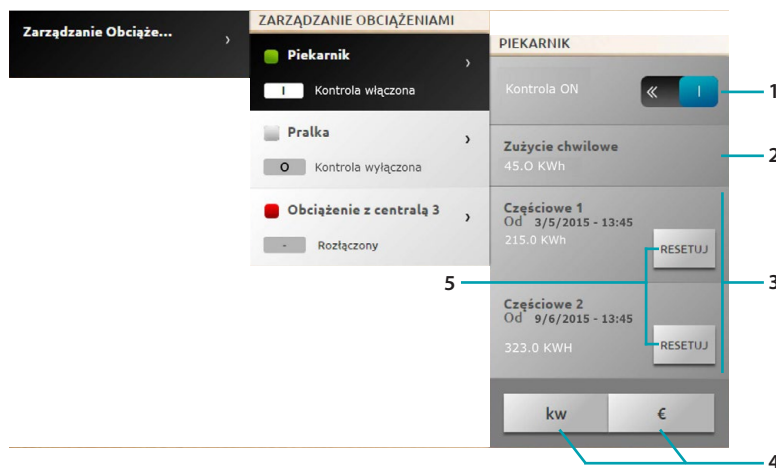 Zarządzanie Obciąże...
ZARZĄDZANIE OBCIĄŻENIAMI
Piekarnik
I Kontrola włączona
Pralka
O Kontrola wyłączona
Obciążenie z centralą 3
- Rozłączony
PIEKARNIK
Kontrola ON
I
1
Zużycie chwilowe
45.O KWh
2
Częściowe 1
Od 3/5/2015 - 13:45
215.0 KWh
RESETUJ
3
5
Częściowe 2
Od 9/6/2015 - 13:45
323.0 KWH
RESETUJ
kw
€
4